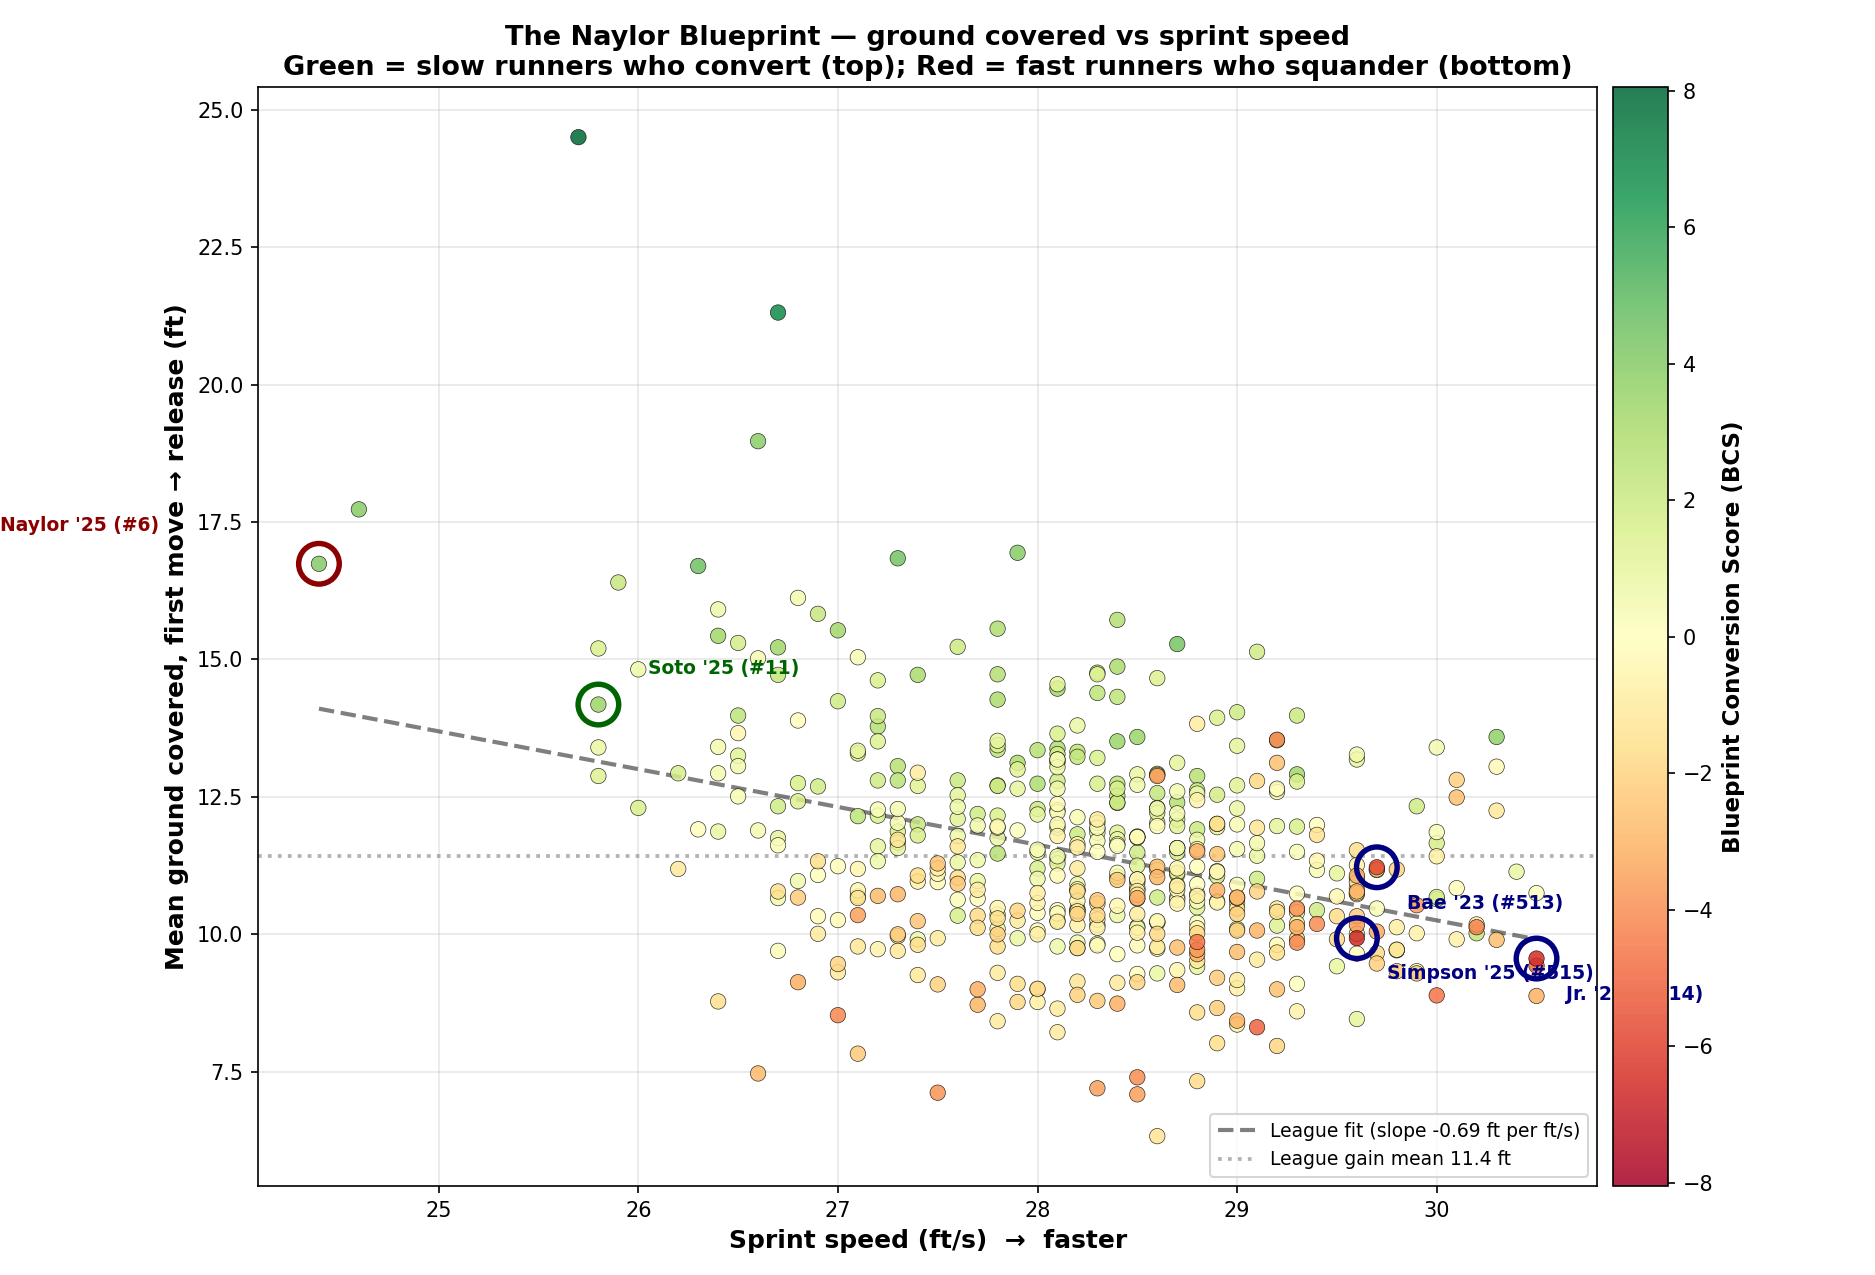 The Naylor Blueprint — ground covered vs sprint speed
Green = slow runners who convert (top); Red = fast runners who squander (bottom)
Mean ground covered, first move → release (ft)
25.0
22.5
20.0
17.5
15.0
12.5
10.0
7.5
Naylor '25 (#6)
Soto '25 (#11)
Bae '23 (#513)
Simpson '25 (#515)
Jr. '2 14)
League fit (slope -0.69 ft per ft/s)
League gain mean 11.4 ft
25
26
27
28
29
30
Sprint speed (ft/s) → faster
8
6
4
2
0
−2
−4
−6
−8
Blueprint Conversion Score (BCS)